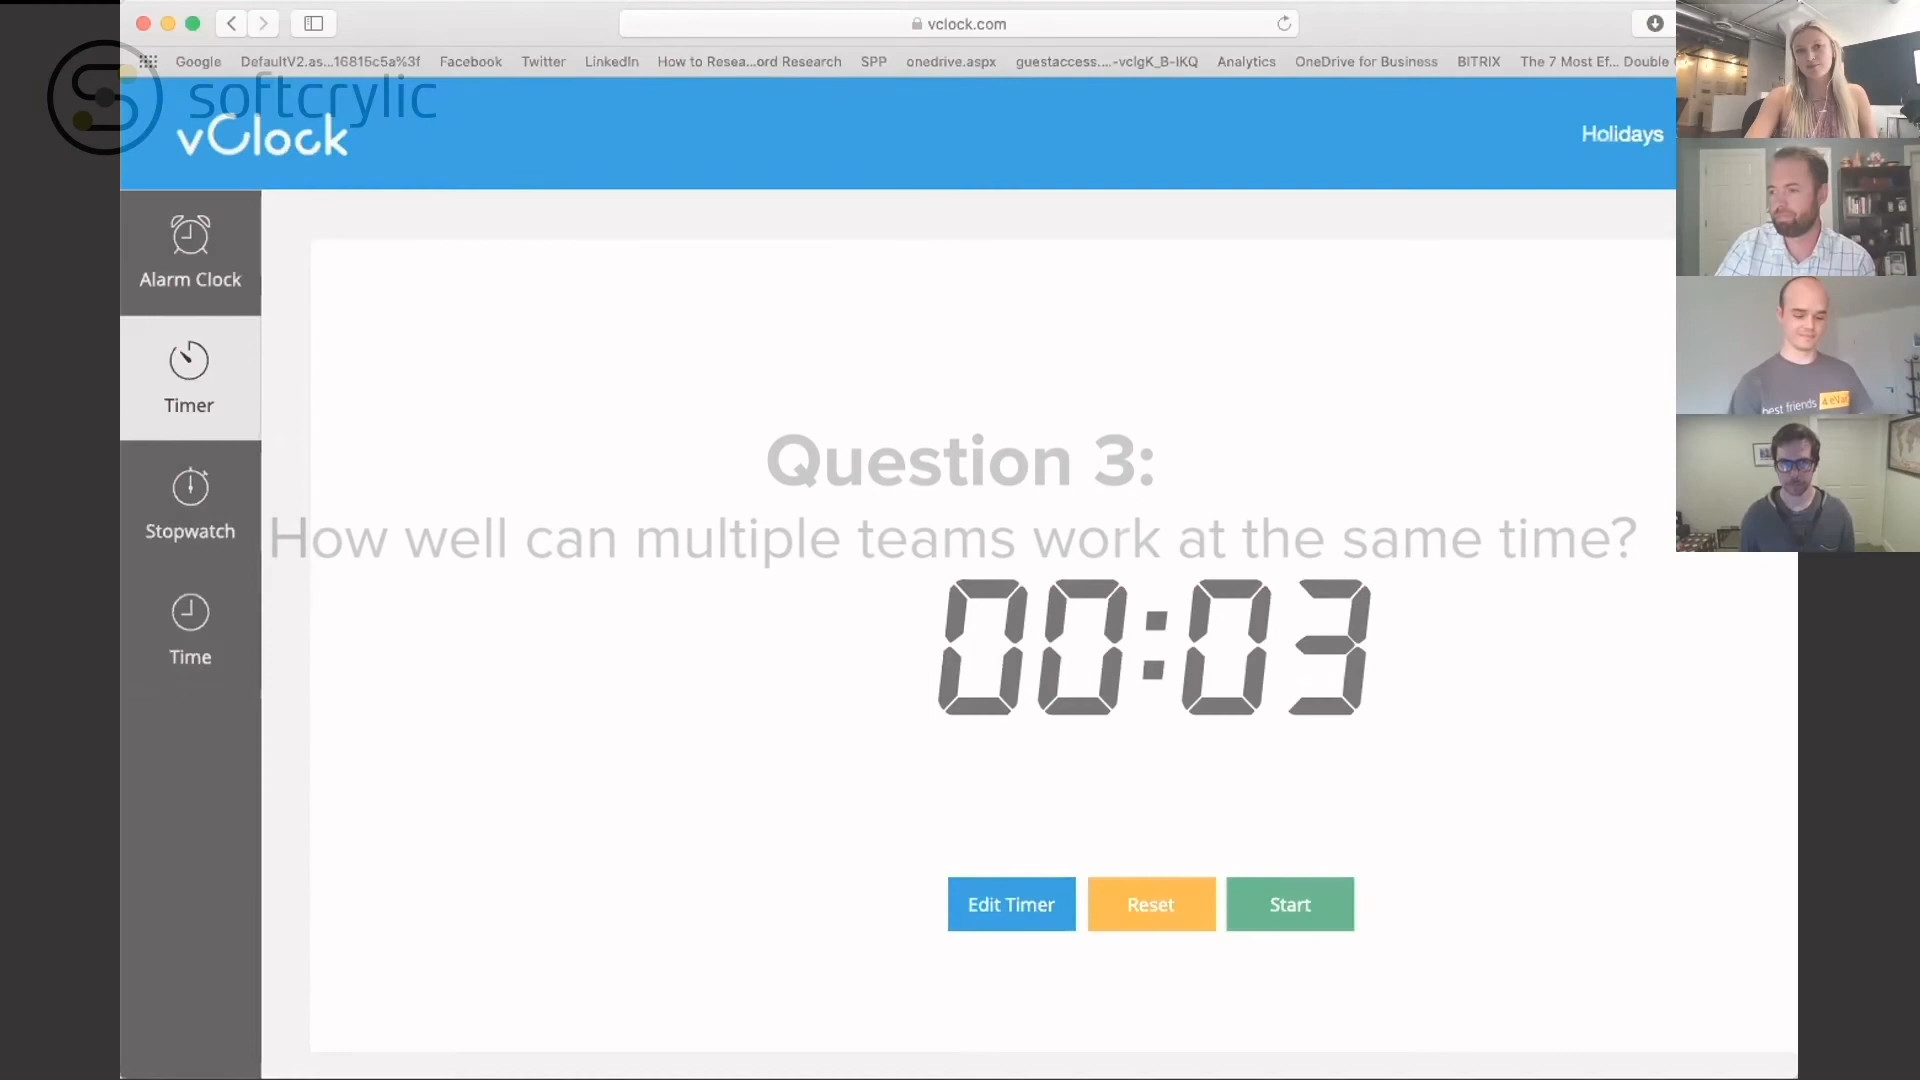 vclock.com
Google DefaultV2.as...16815c5a%3f Facebook Twitter LinkedIn How to Resea...ord Research SPP onedrive.aspx guestaccess....-vclgK_B-IKQ Analytics OneDrive for Business BITRIX The 7 Most Ef... Double
softcrylic
vClock
Holidays
Alarm Clock
Timer
Stopwatch
Time
Question 3:
How well can multiple teams work at the same time?
00:03
Edit Timer Reset Start
best friends